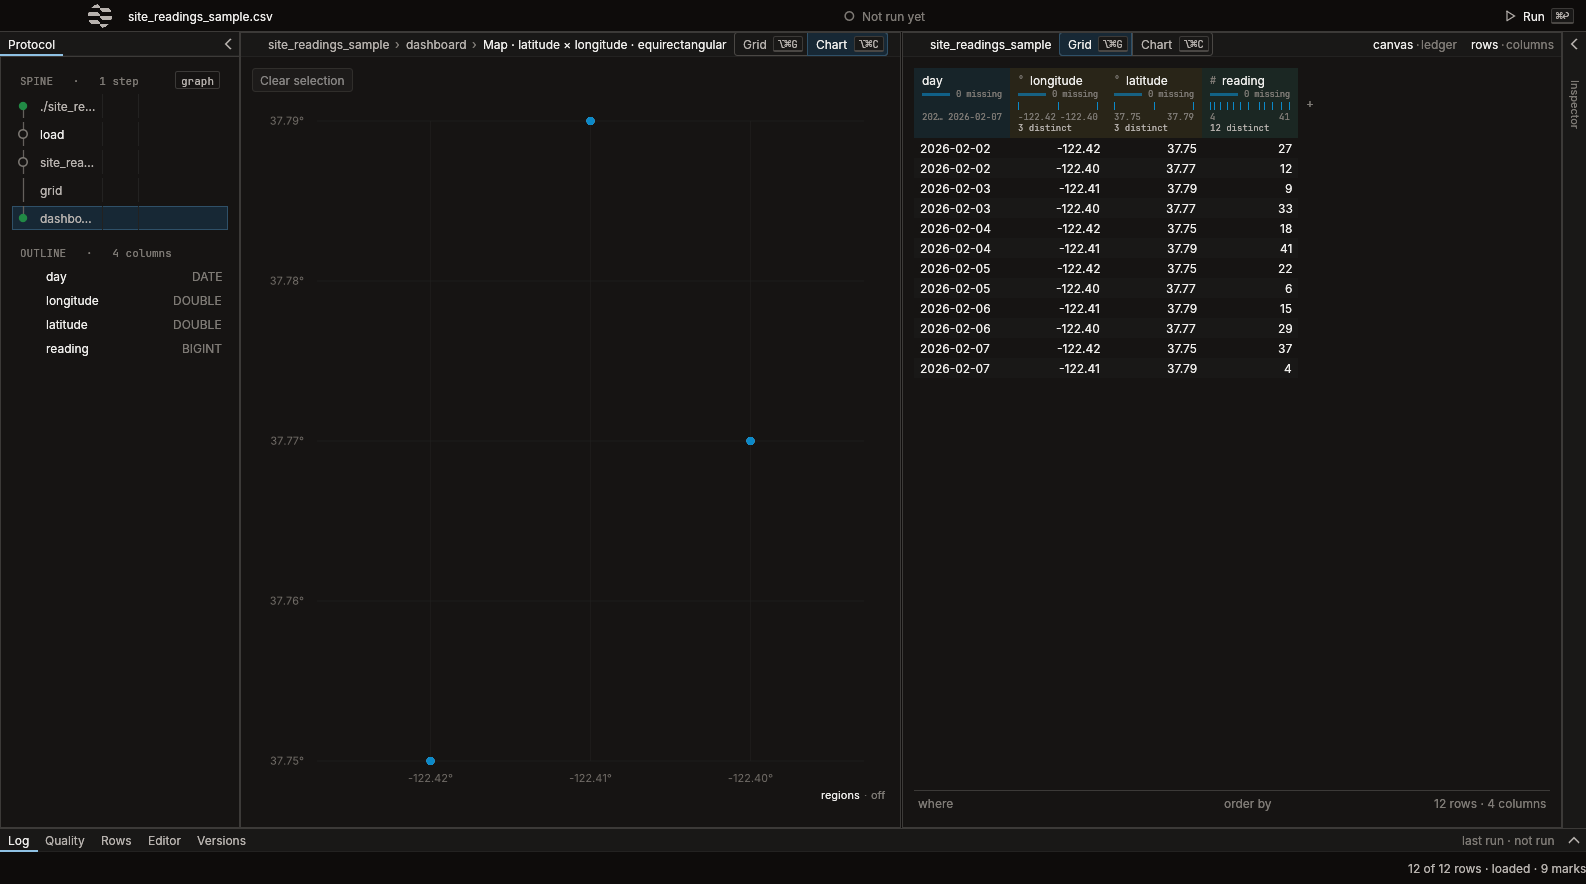 site_readings_sample.csv
Not run yet
Run
Protocol
SPINE · 1 step
graph
./site_re...
load
site_rea...
grid
dashbo...
OUTLINE · 4 columns
day DATE
longitude DOUBLE
latitude DOUBLE
reading BIGINT
site_readings_sample › dashboard › Map · latitude × longitude · equirectangular
Grid ⌥⌘G
Chart ⌥⌘C
Clear selection
37.79°
37.78°
37.77°
37.76°
37.75°
-122.42° -122.41° -122.40°
regions · off
site_readings_sample
Grid ⌥⌘G
Chart ⌥⌘C
canvas · ledger
rows · columns
day ° longitude ° latitude # reading
0 missing 0 missing 0 missing 0 missing
202… 2026-02-07 -122.42 -122.40 37.75 37.79 4 41
3 distinct 3 distinct 12 distinct
+
2026-02-02 -122.42 37.75 27
2026-02-02 -122.40 37.77 12
2026-02-03 -122.41 37.79 9
2026-02-03 -122.40 37.77 33
2026-02-04 -122.42 37.75 18
2026-02-04 -122.41 37.79 41
2026-02-05 -122.42 37.75 22
2026-02-05 -122.40 37.77 6
2026-02-06 -122.41 37.79 15
2026-02-06 -122.40 37.77 29
2026-02-07 -122.42 37.75 37
2026-02-07 -122.41 37.79 4
where
order by
12 rows · 4 columns
Inspector
Log Quality Rows Editor Versions
last run · not run
12 of 12 rows · loaded · 9 marks